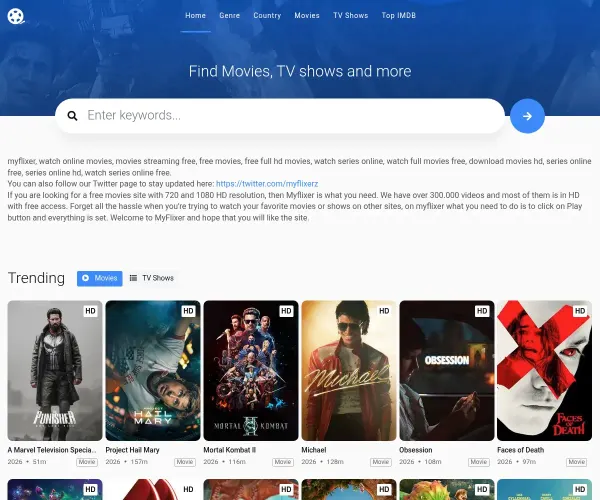 Home Genre Country Movies TV Shows Top IMDB
Find Movies, TV shows and more
Enter keywords...
myflixer, watch online movies, movies streaming free, free movies, free full hd movies, watch series online, watch full movies free, download movies hd, series online
free, series online hd, watch series online free.
You can also follow our Twitter page to stay updated here: https://twitter.com/myflixerz
If you are looking for a free movies site with 720 and 1080 HD resolution, then Myflixer is what you need. We have over 300.000 videos and most of them is in HD
with free access. Forget all the hassle when you're trying to watch your favorite movies or shows on other sites, on myflixer what you need to do is to click on Play
button and everything is set. Welcome to MyFlixer and hope that you will like the site.
Trending Movies TV Shows
HD HD HD HD HD HD
PUNISHER
PROJECT
HAIL
MARY
MORTAL KOMBAT
II
Michael
OBSESSION
FACES OF
DEATH
A Marvel Television Specia.. Project Hail Mary Mortal Kombat II Michael Obsession Faces of Death
2026 • 51m Movie 2026 • 157m Movie 2026 • 116m Movie 2026 • 128m Movie 2026 • 108m Movie 2026 • 97m Movie
HD HD HD HD HD HD